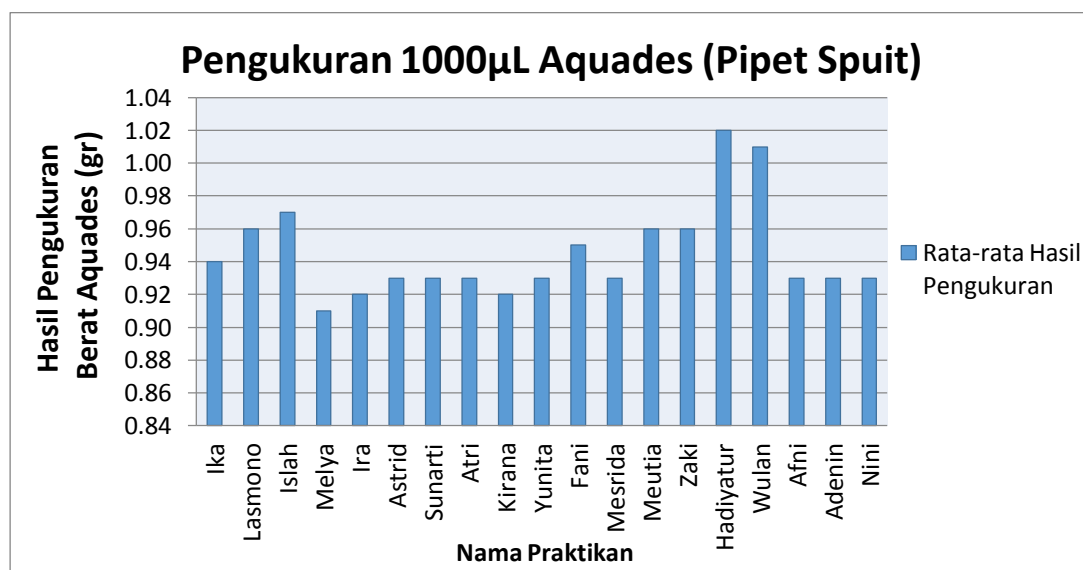 Pengukuran 1000µL Aquades (Pipet Spuit)
Hasil Pengukuran
Berat Aquades (gr)
1.04
1.02
1.00
0.98
0.96
0.94
0.92
0.90
0.88
0.86
0.84
Ika
Lasmono
Islah
Melya
Ira
Astrid
Sunarti
Atri
Kirana
Yunita
Fani
Mesrida
Meutia
Zaki
Hadiyatur
Wulan
Afni
Adenin
Nini
Nama Praktikan
Rata-rata Hasil
Pengukuran